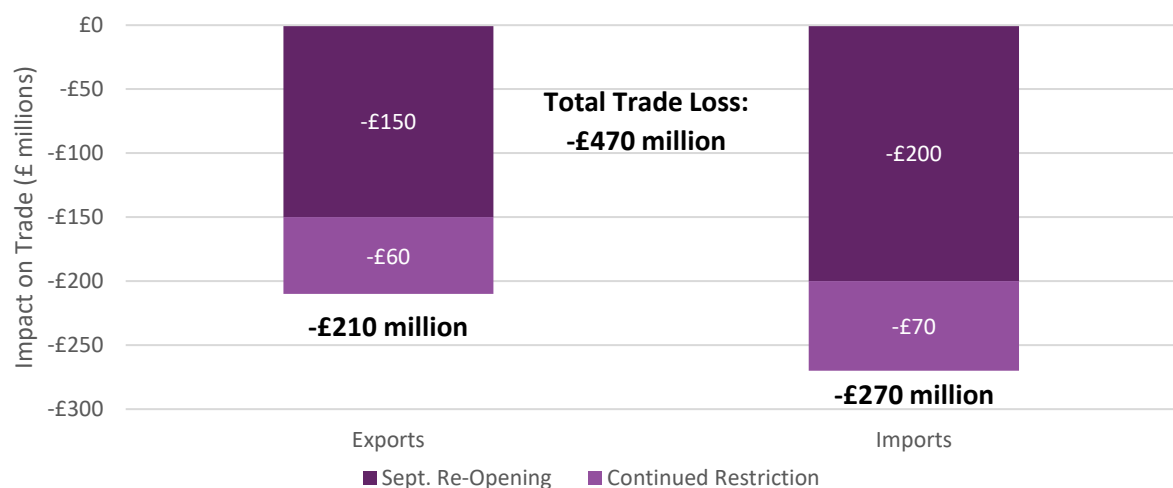 £0
-£50
-£100
-£150
-£200
-£250
-£300
Impact on Trade (£ millions)
-£150
-£60
-£210 million
Total Trade Loss:
-£470 million
-£200
-£70
-£270 million
Exports
Imports
Sept. Re-Opening
Continued Restriction